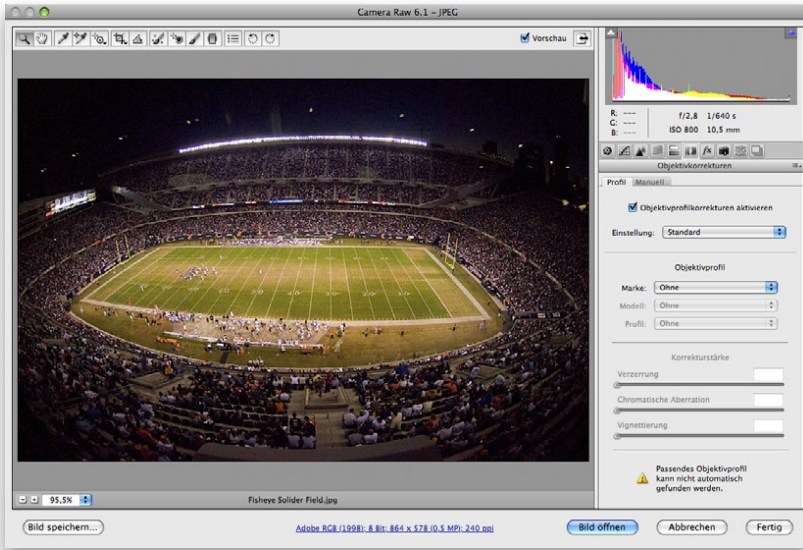 Camera Raw 6.1 – JPEG
Vorschau
R: ---
G: ---
B: ---
f/2,8 1/640 s
ISO 800 10,5 mm
Objektivkorrekturen
Profil Manuell
Objektivprofilkorrekturen aktivieren
Einstellung: Standard
Objektivprofil
Marke: Ohne
Modell: Ohne
Profil: Ohne
Korrekturstärke
Verzerrung
Chromatische Aberration
Vignettierung
Passendes Objektivprofil
kann nicht automatisch
gefunden werden.
95,5%
Fisheye Solider Field.jpg
Bild speichern...
Adobe RGB (1998); 8 Bit; 864 x 578 (0,5 MP); 240 ppi
Bild öffnen
Abbrechen
Fertig